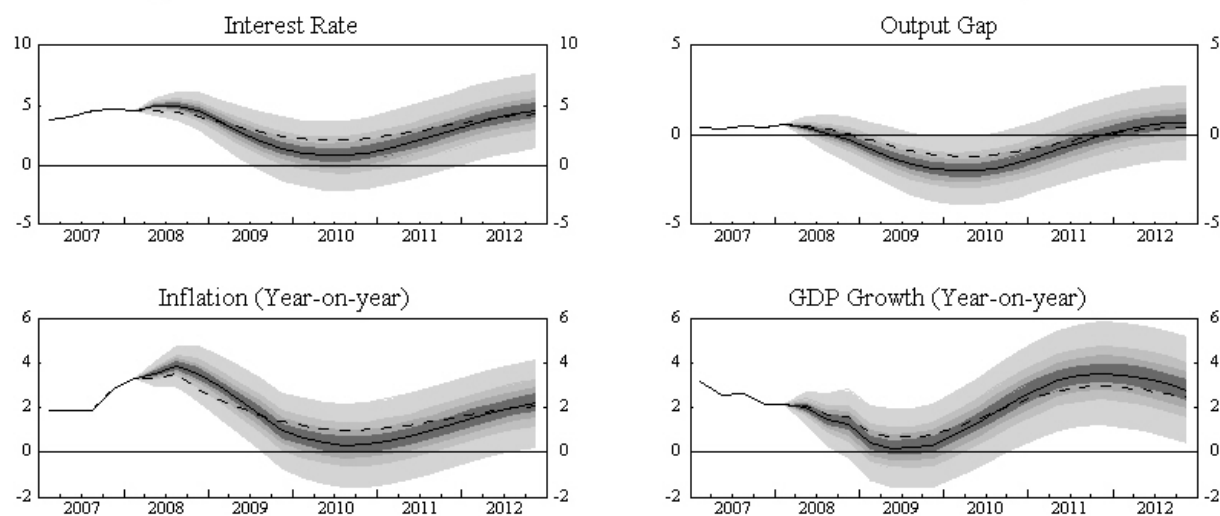 Interest Rate
10 10
5 5
0 0
-5 -5
2007 2008 2009 2010 2011 2012
Output Gap
5 5
0 0
-5 -5
2007 2008 2009 2010 2011 2012
Inflation (Year-on-year)
6 6
4 4
2 2
0 0
-2 -2
2007 2008 2009 2010 2011 2012
GDP Growth (Year-on-year)
6 6
4 4
2 2
0 0
-2 -2
2007 2008 2009 2010 2011 2012